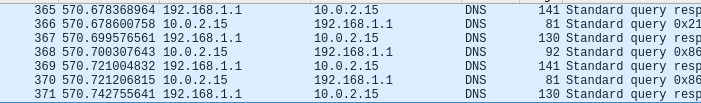 365 570.678368964 192.168.1.1 10.0.2.15 DNS 141 Standard query resp
366 570.678600758 10.0.2.15 192.168.1.1 DNS 81 Standard query 0x21
367 570.699576561 192.168.1.1 10.0.2.15 DNS 130 Standard query resp
368 570.700307643 10.0.2.15 192.168.1.1 DNS 92 Standard query 0x86
369 570.721004832 192.168.1.1 10.0.2.15 DNS 141 Standard query resp
370 570.721206815 10.0.2.15 192.168.1.1 DNS 81 Standard query 0x86
371 570.742755641 192.168.1.1 10.0.2.15 DNS 130 Standard query resp